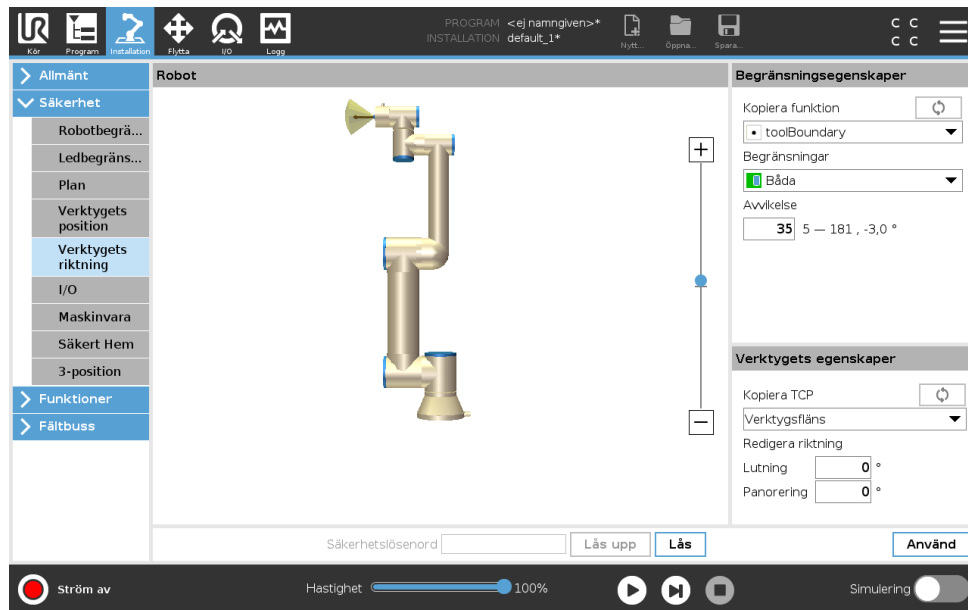 UR
PROGRAM <ej namngiven>*
INSTALLATION default_1*
Kör
Program
Installation
Flytta
I/O
Logg
Nytt...
Öppna...
Spara...
C C
C C
Allmänt
Säkerhet
Robotbegrä...
Ledbegräns...
Plan
Verktygets
position
Verktygets
riktning
I/O
Maskinvara
Säkert Hem
3-position
Funktioner
Fältbuss
Robot
Begränsningsegenskaper
Kopiera funktion
toolBoundary
Begränsningar
Båda
Avvikelse
35 5 — 181 , -3,0 °
Verktygets egenskaper
Kopiera TCP
Verktygsfläns
Redigera riktning
Lutning 0 °
Panorering 0 °
Säkerhetslösenord Lås upp Lås Använd
Ström av
Hastighet 100%
Simulering